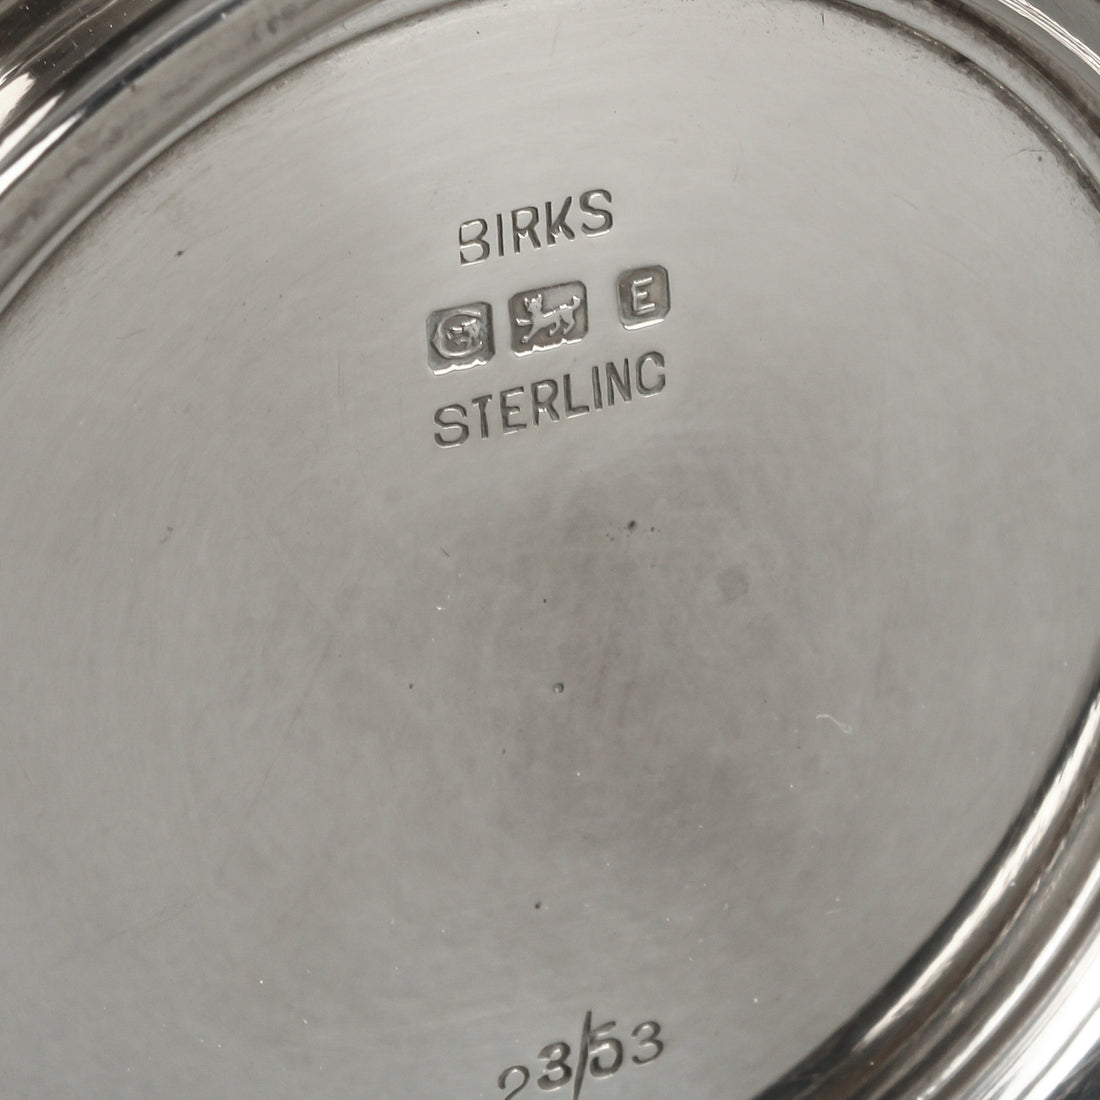 BIRKS
E
STERLING
23/53